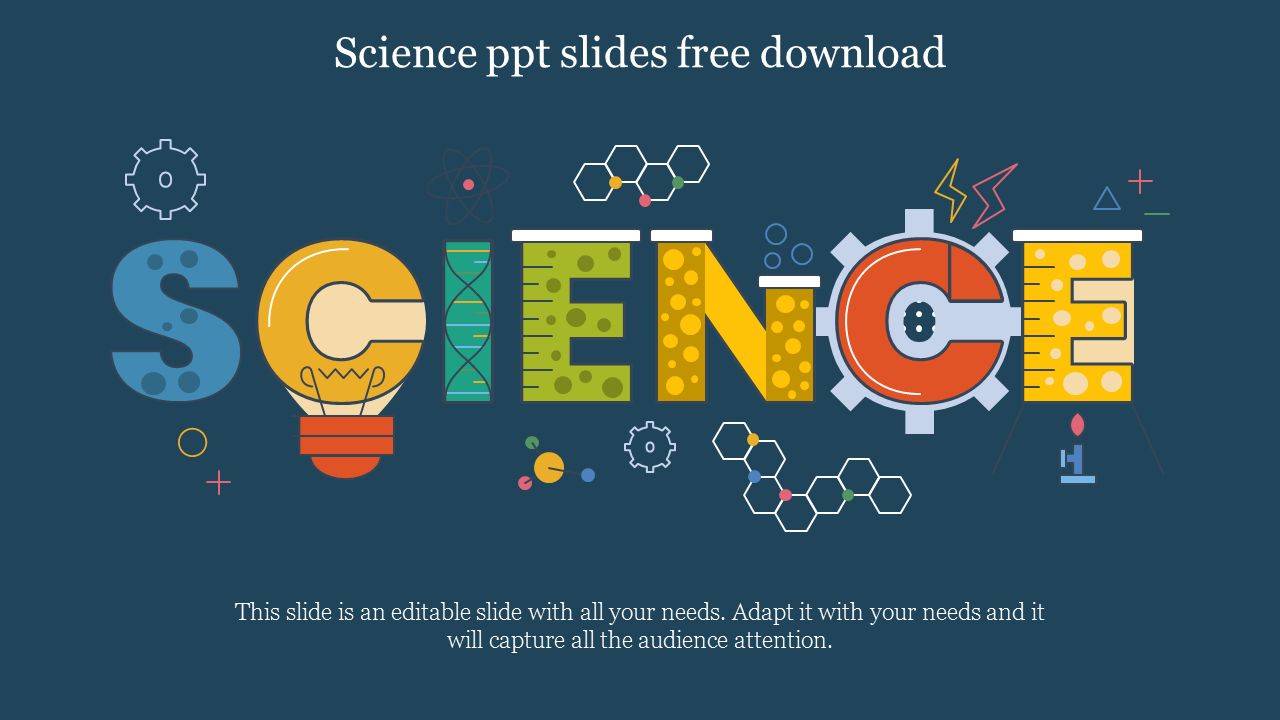 Science ppt slides free download
SCIENCE
This slide is an editable slide with all your needs. Adapt it with your needs and it
will capture all the audience attention.